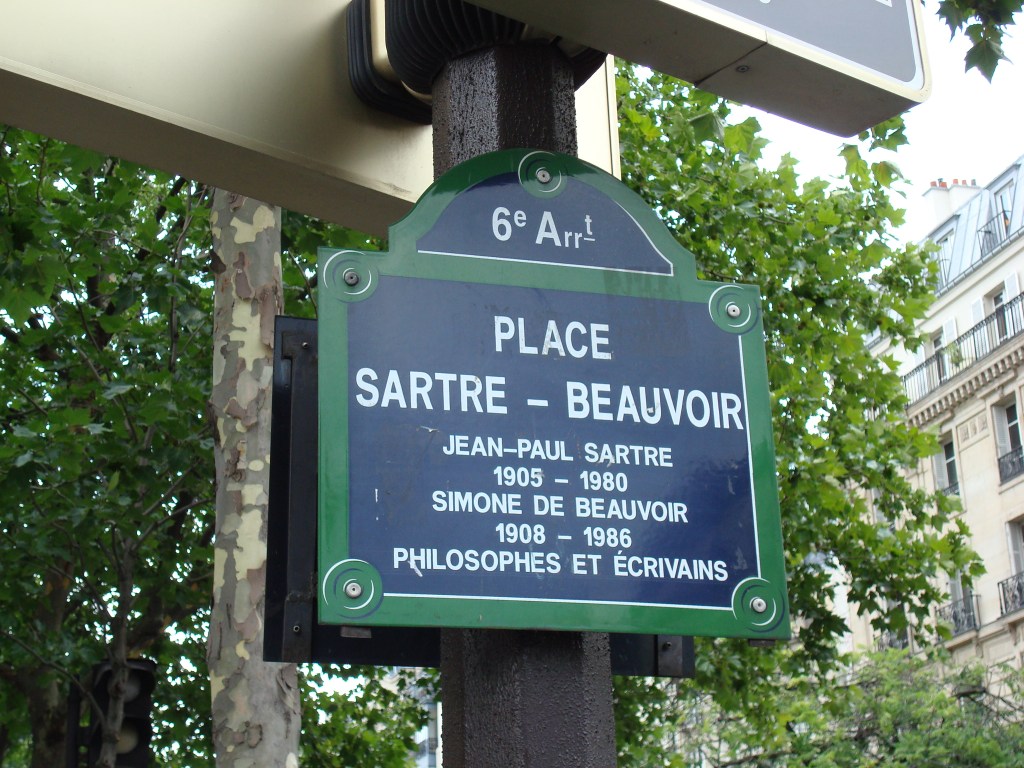 6e Arrt
PLACE
SARTRE – BEAUVOIR
JEAN–PAUL SARTRE
1905 – 1980
SIMONE DE BEAUVOIR
1908 – 1986
PHILOSOPHES ET ÉCRIVAINS